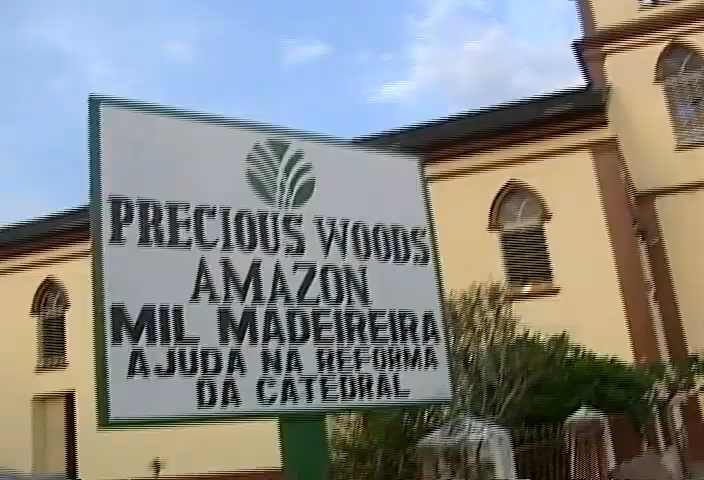 PRECIOUS WOODS
AMAZON
MIL MADEIREIRA
AJUDA NA REFORMA
DA CATEDRAL